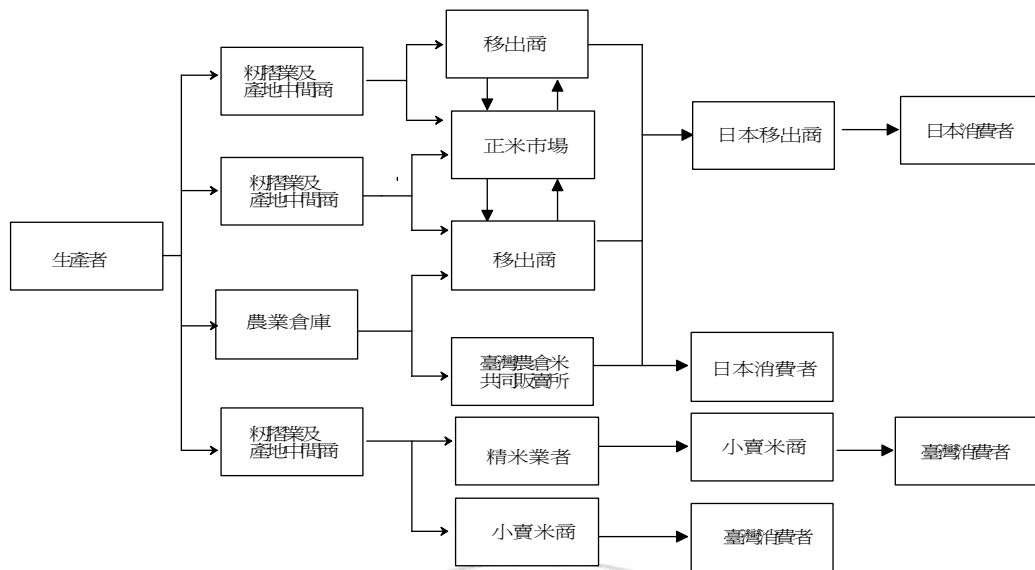 生產者
籾摺業及
產地中間商
籾摺業及
產地中間商
農業倉庫
籾摺業及
產地中間商
移出商
正米市場
移出商
臺灣農倉米
共同販賣所
精米業者
小賣米商
日本移出商
日本消費者
小賣米商
臺灣消費者
日本消費者
臺灣消費者